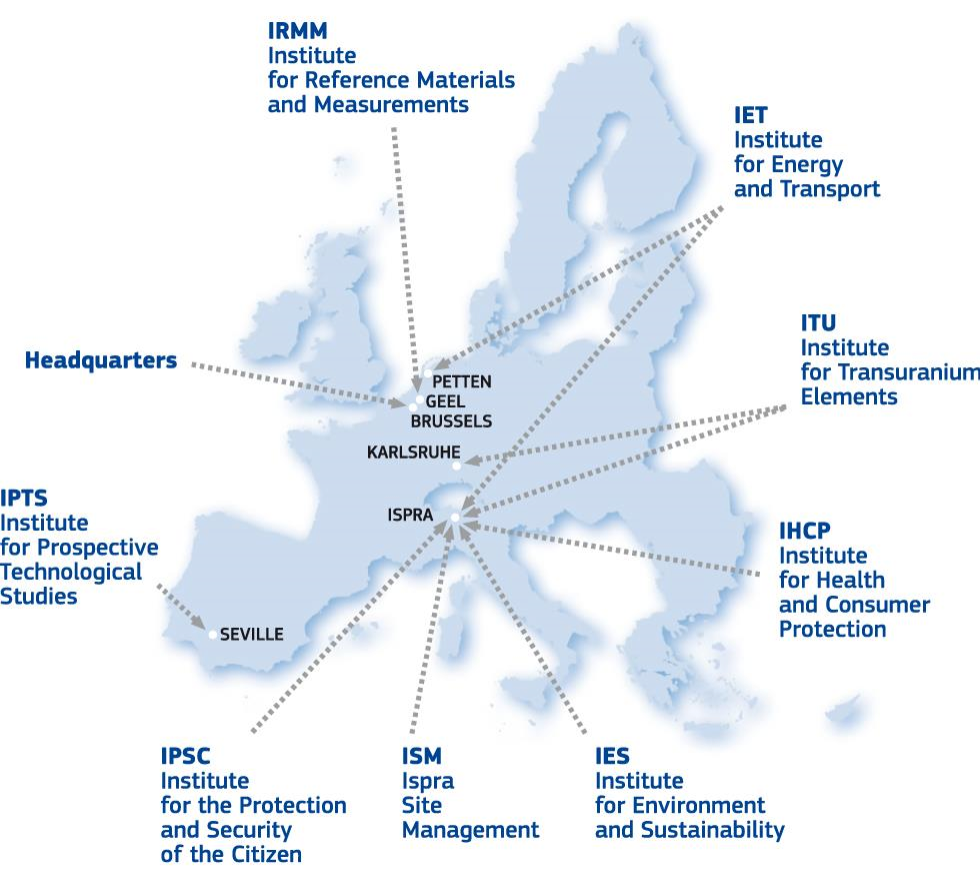 IRMM
Institute
for Reference Materials
and Measurements
IET
Institute
for Energy
and Transport
ITU
Institute
for Transuranium
Elements
Headquarters
PETTEN
GEEL
BRUSSELS
KARLSRUHE
ISPRA
IPTS
Institute
for Prospective
Technological
Studies
SEVILLE
IHCP
Institute
for Health
and Consumer
Protection
IPSC
Institute
for the Protection
and Security
of the Citizen
ISM
Ispra
Site
Management
IES
Institute
for Environment
and Sustainability